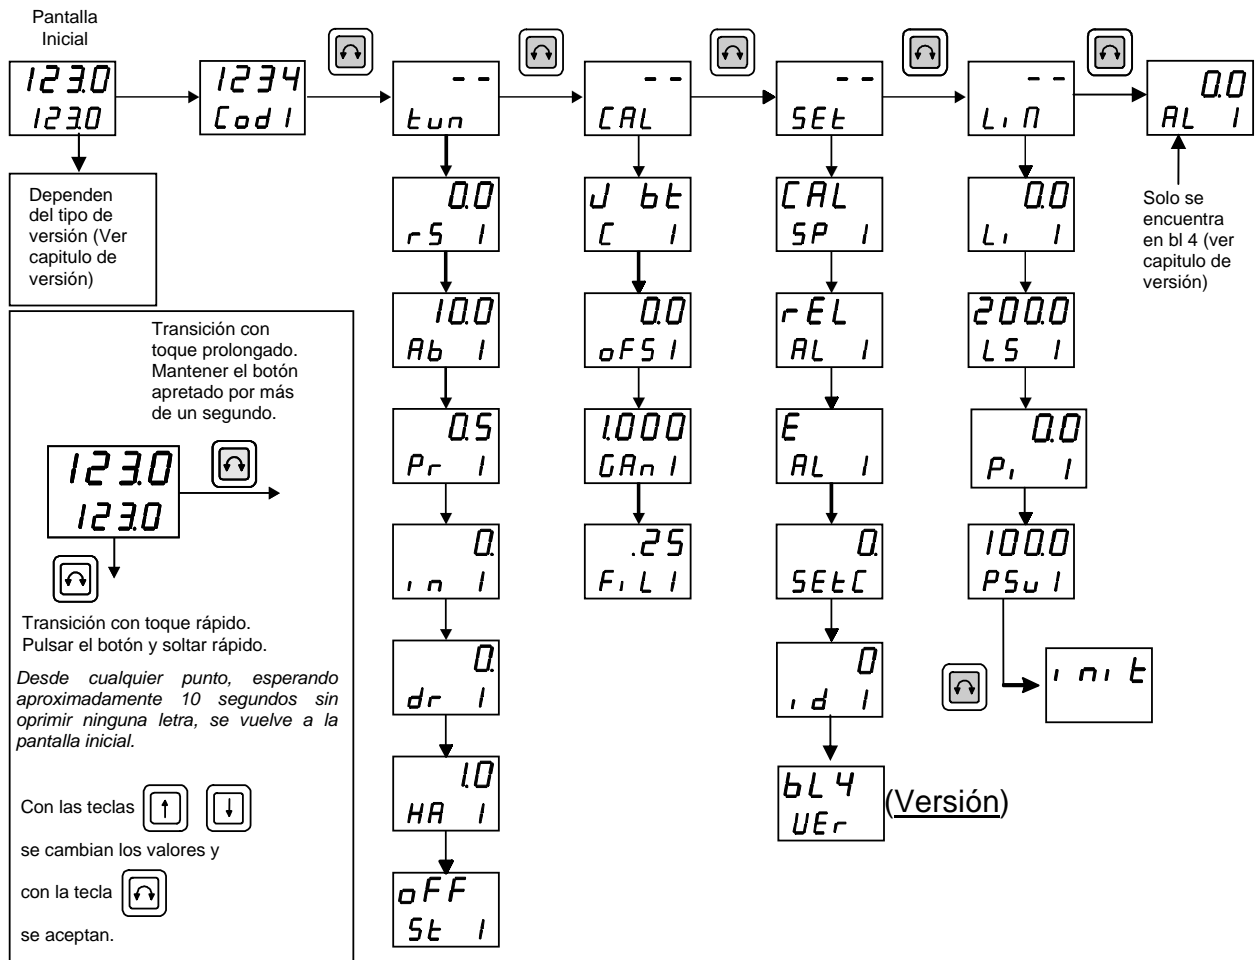 Pantalla
Inicial
123.0
123.0
1234
Cod1
Dependen
del tipo de
versión (Ver
capitulo de
versión)
Transición con
toque prolongado.
Mantener el botón
apretado por más
de un segundo.
123.0
123.0
Transición con toque rápido.
Pulsar el botón y soltar rápido.
Desde cualquier punto, esperando
aproximadamente 10 segundos sin
oprimir ninguna letra, se vuelve a la
pantalla inicial.
Con las teclas
se cambian los valores y
con la tecla
se aceptan.
--
tun
0.0
rS 1
10.0
Ab 1
0.5
Pr 1
0.
in 1
0.
dr 1
1.0
HA 1
oFF
St 1
--
CAL
J bt
C 1
0.0
oFS1
1.000
GAn1
.25
FiL1
--
SEt
CAL
SP 1
rEL
AL 1
E
AL 1
0.
SEtC
0
id 1
bL4
VEr
(Versión)
--
LiM
0.0
Li 1
200.0
LS 1
0.0
Pi 1
100.0
PSu1
init
0.0
AL 1
Solo se
encuentra
en bl 4 (ver
capitulo de
versión)